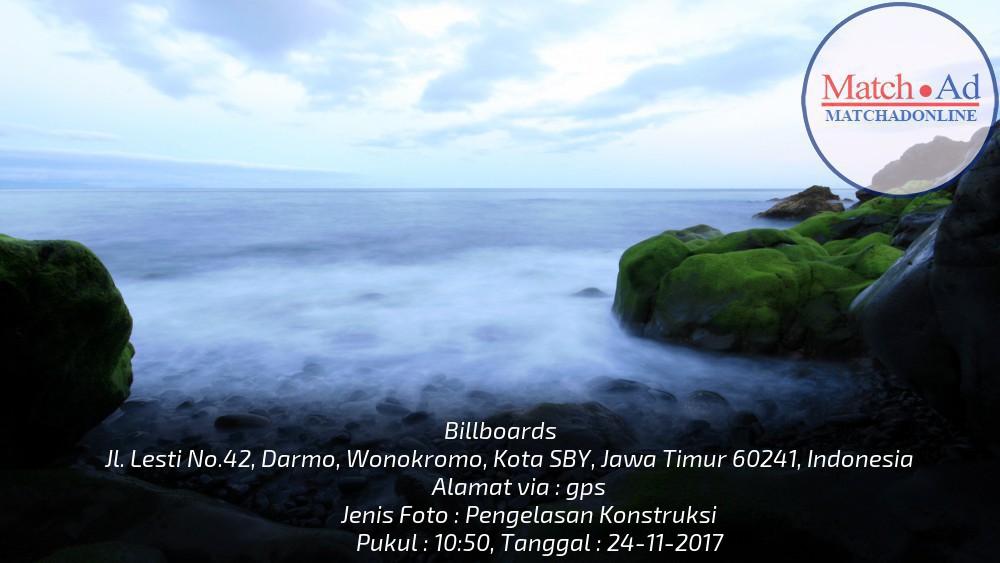 Match Ad
MATCHADONLINE
Billboards
Jl. Lesti No.42, Darmo, Wonokromo, Kota SBY, Jawa Timur 60241, Indonesia
Alamat via : gps
Jenis Foto : Pengelasan Konstruksi
Pukul : 10:50, Tanggal : 24-11-2017